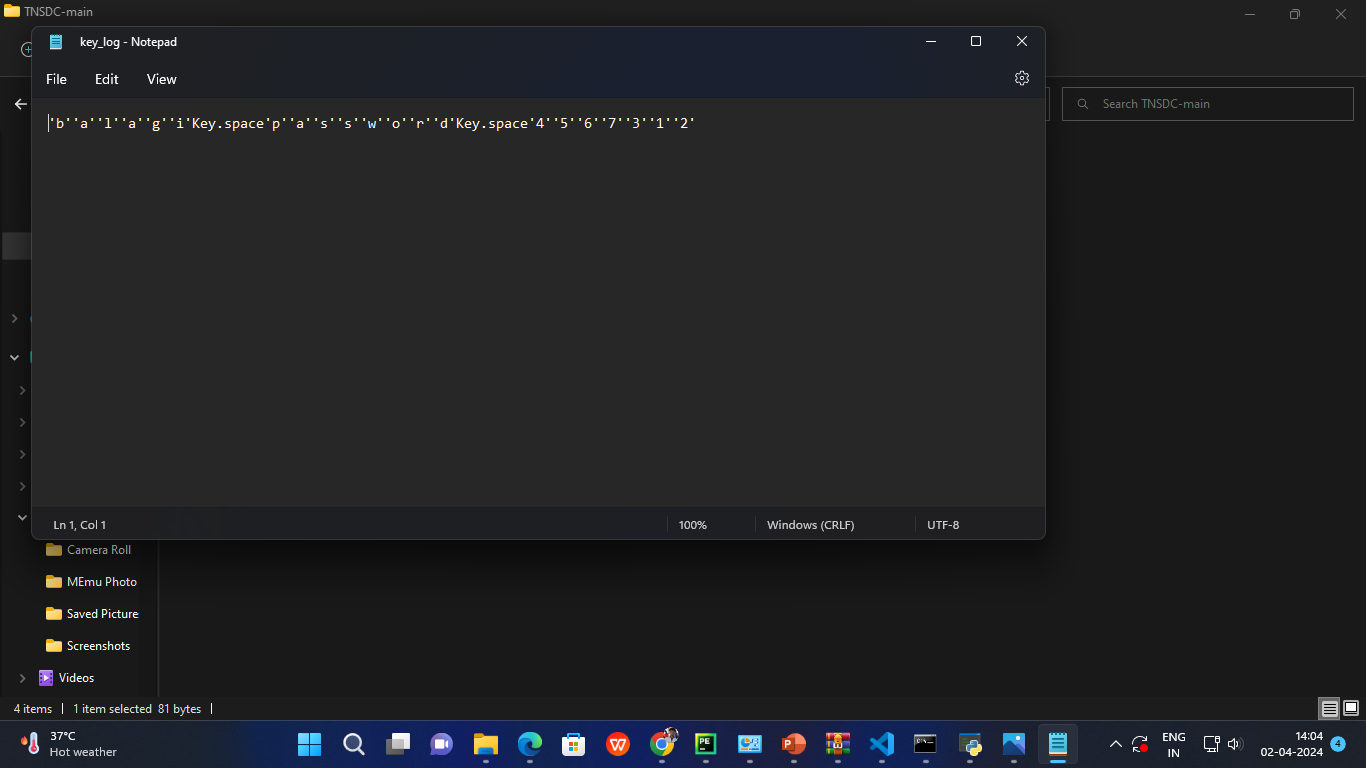 TNSDC-main
key_log - Notepad
File Edit View
Search TNSDC-main
'b''a''l''a''g''i'Key.space'p''a''s''s''w''o''r''d'Key.space'4''5''6''7''3''1''2'
Ln 1, Col 1 100% Windows (CRLF) UTF-8
Camera Roll
MEmu Photo
Saved Picture
Screenshots
Videos
4 items 1 item selected 81 bytes
37°C
Hot weather
W
PE
P
ENG
IN
14:04
02-04-2024
4